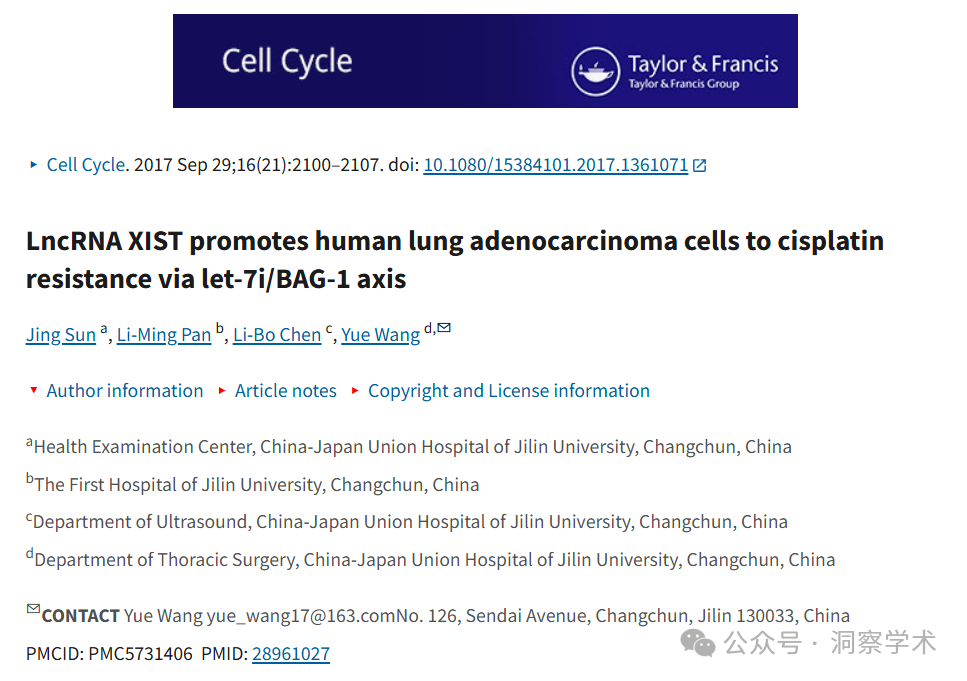 Cell Cycle
Taylor & Francis
Taylor & Francis Group
Cell Cycle. 2017 Sep 29;16(21):2100–2107. doi: 10.1080/15384101.2017.1361071
LncRNA XIST promotes human lung adenocarcinoma cells to cisplatin
resistance via let-7i/BAG-1 axis
Jing Sun a, Li-Ming Pan b, Li-Bo Chen c, Yue Wang d,✉
Author information Article notes Copyright and License information
aHealth Examination Center, China-Japan Union Hospital of Jilin University, Changchun, China
bThe First Hospital of Jilin University, Changchun, China
cDepartment of Ultrasound, China-Japan Union Hospital of Jilin University, Changchun, China
dDepartment of Thoracic Surgery, China-Japan Union Hospital of Jilin University, Changchun, China
✉CONTACT Yue Wang yue_wang17@163.comNo. 126, Sendai Avenue, Changchun, Jilin 130033, China
PMCID: PMC5731406 PMID: 28961027
公众号 · 洞察学术